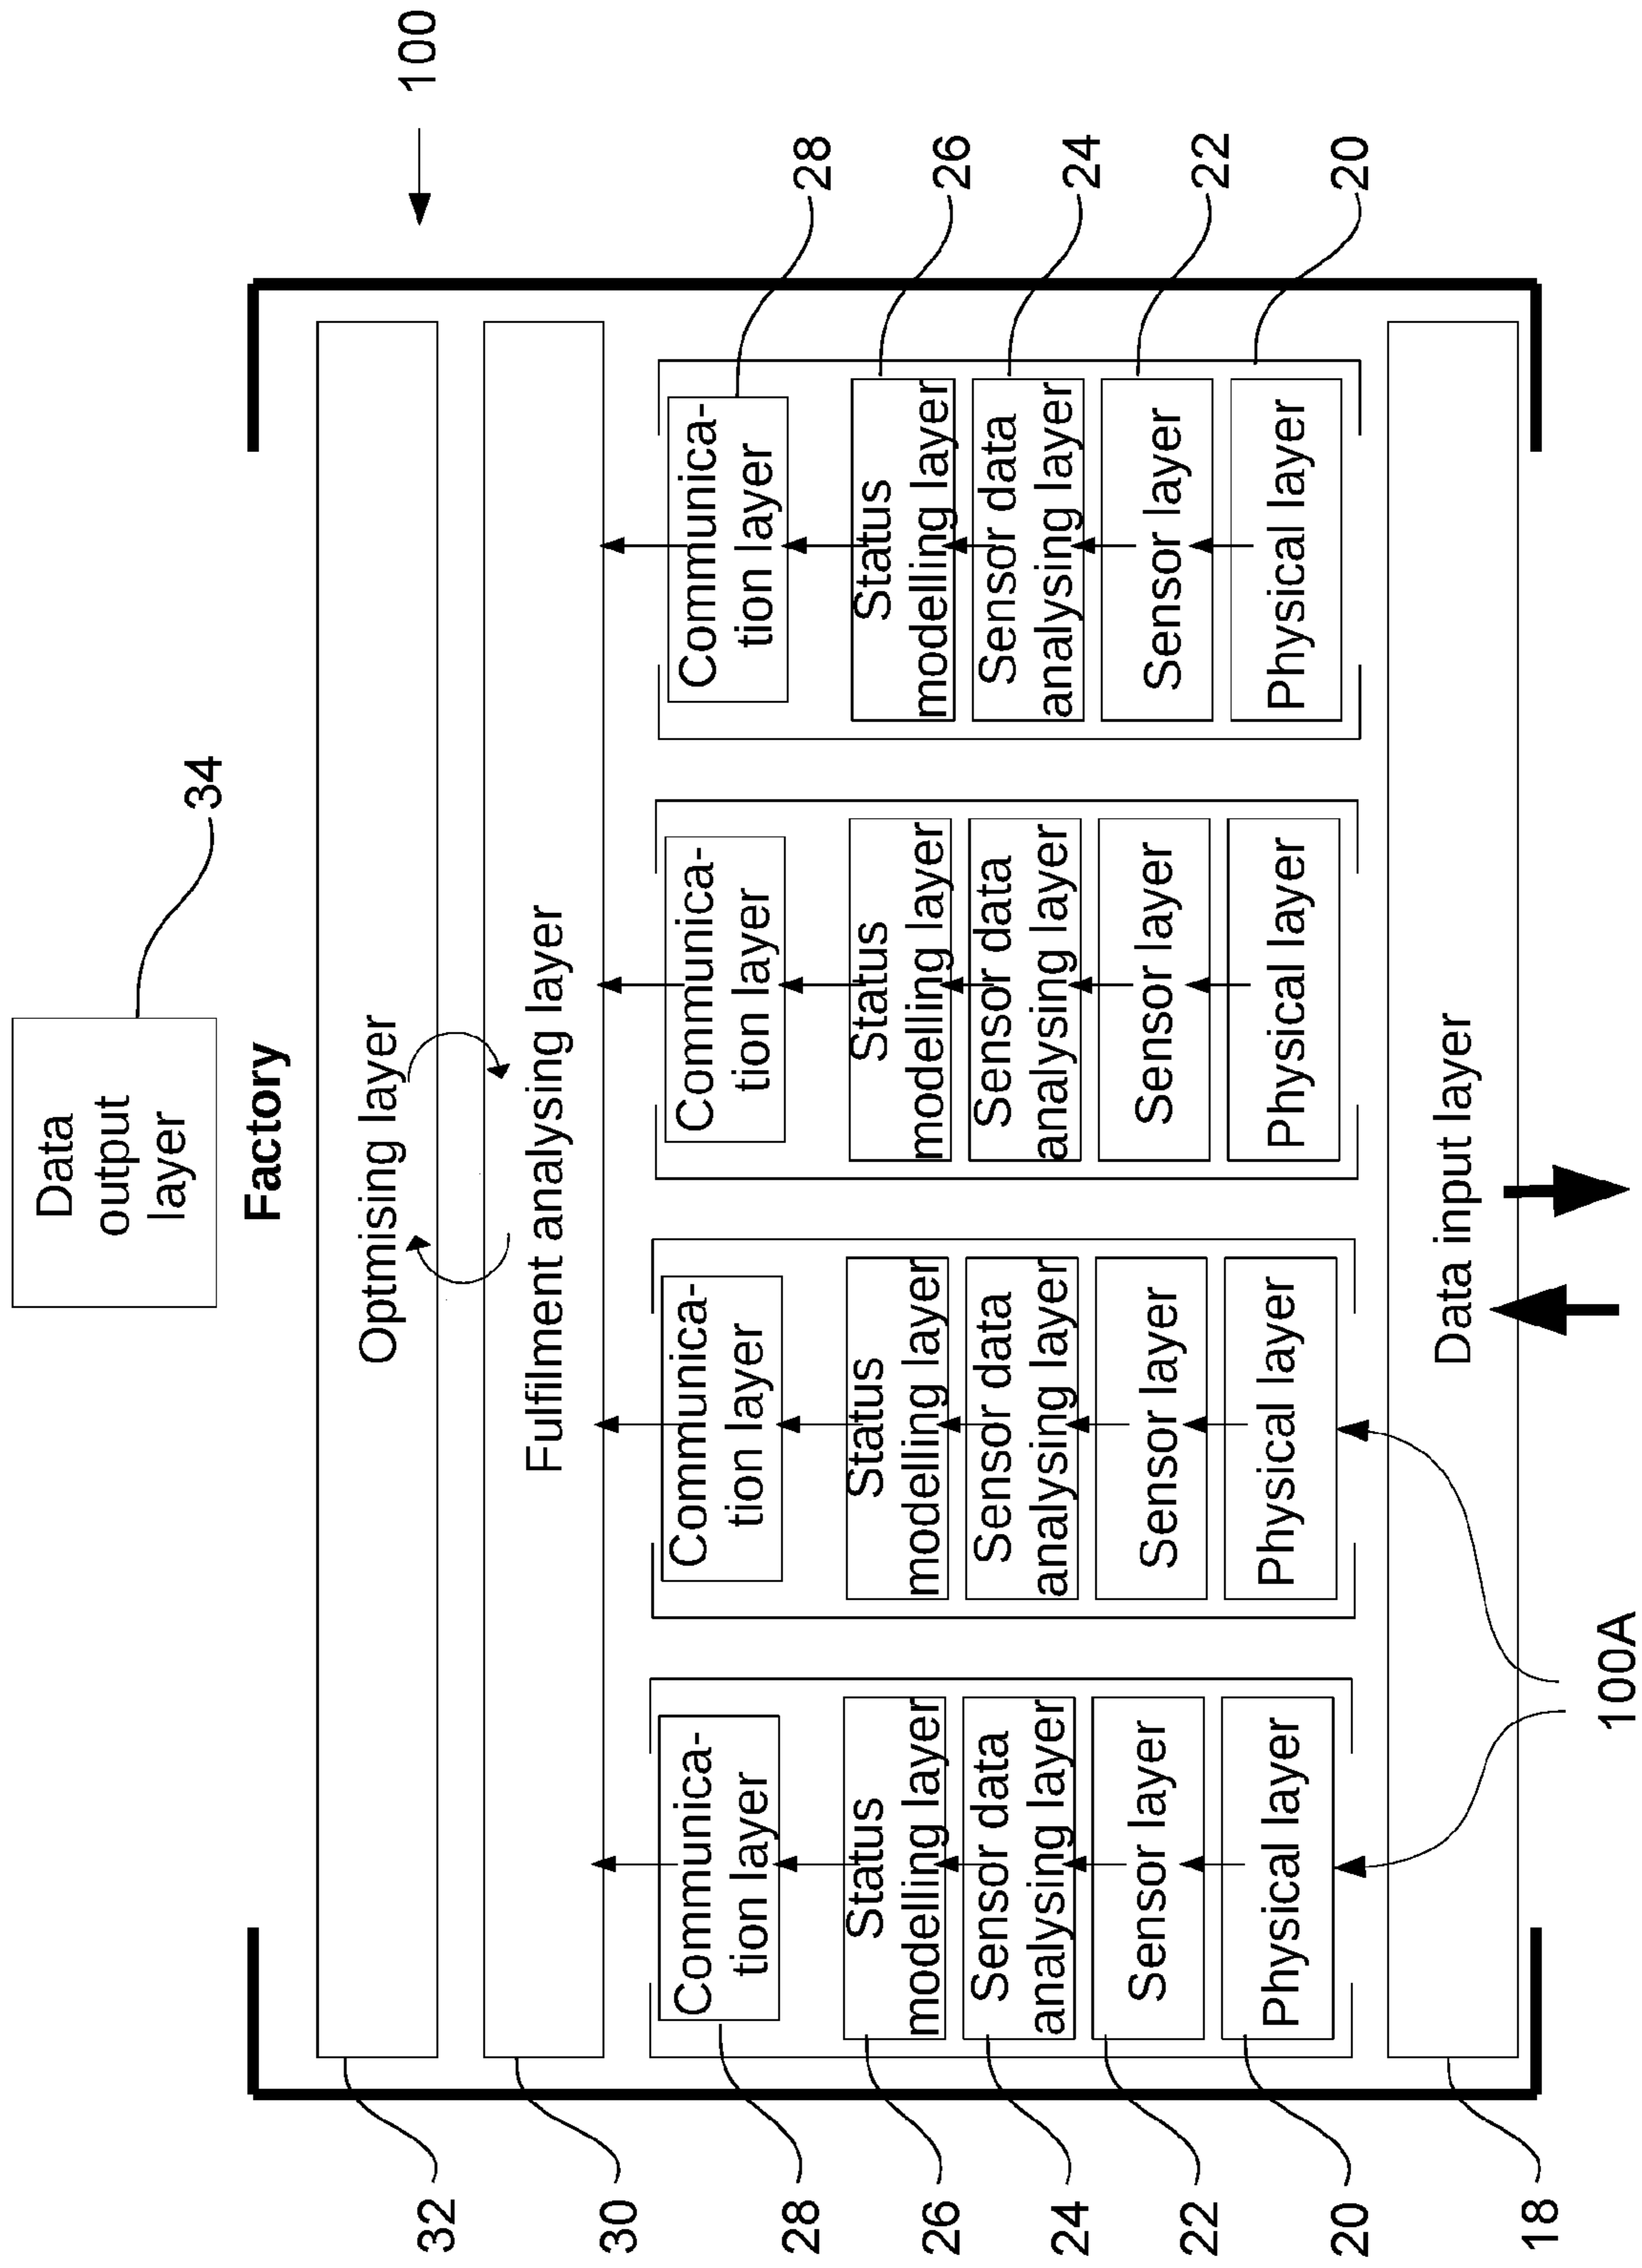 Data
output
layer
34
Factory
100
Optmising layer
32
Fulfilment analysing layer
30
Communica-
tion layer
Communica-
tion layer
Communica-
tion layer
Communica-
tion layer
28
28
Status
modelling layer
Status
modelling layer
Status
modelling layer
Status
modelling layer
26
26
Sensor data
analysing layer
Sensor data
analysing layer
Sensor data
analysing layer
Sensor data
analysing layer
24
24
Sensor layer
Sensor layer
Sensor layer
Sensor layer
22
22
Physical layer
Physical layer
Physical layer
Physical layer
20
20
Data input layer
18
100A